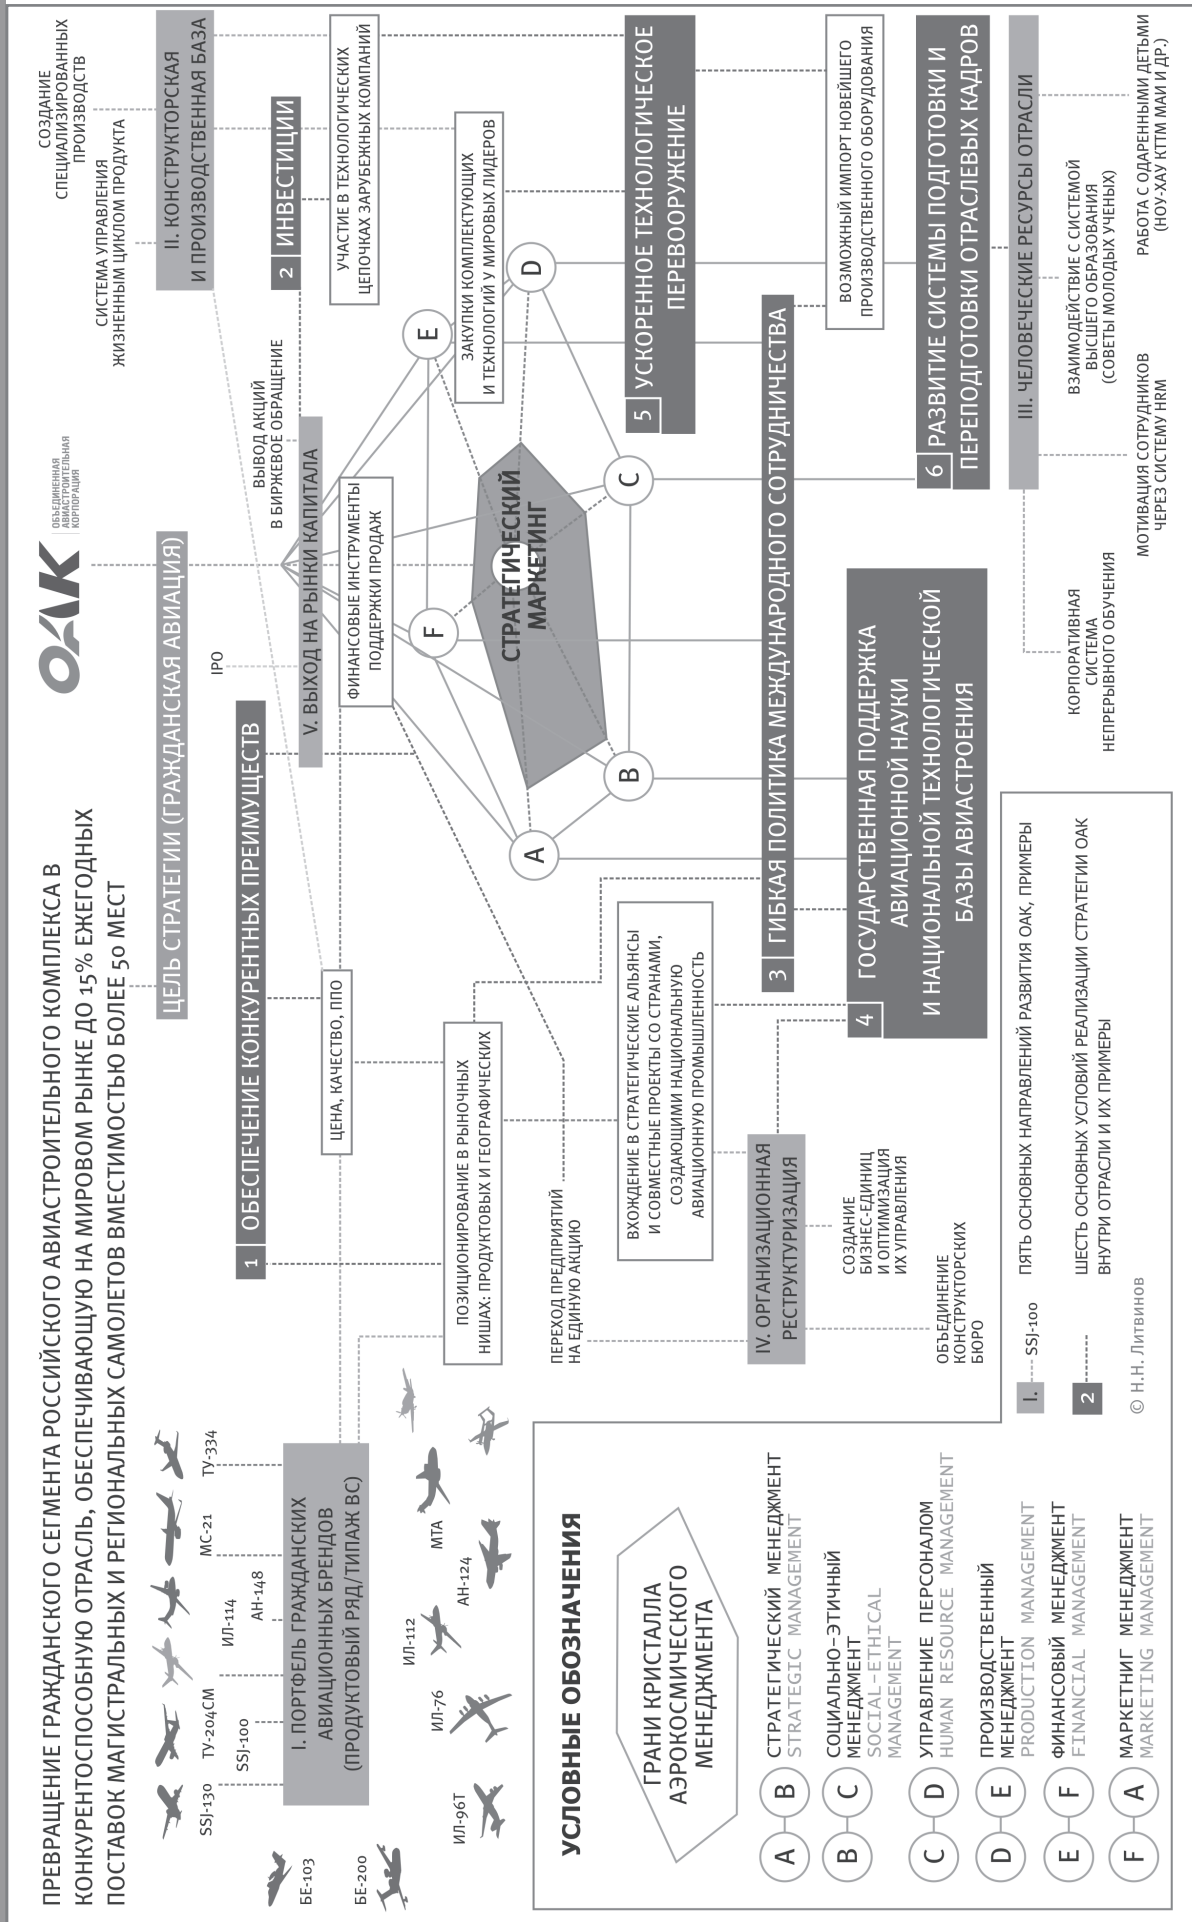 ПРЕВРАЩЕНИЕ ГРАЖДАНСКОГО СЕГМЕНТА РОССИЙСКОГО АВИАСТРОИТЕЛЬНОГО КОМПЛЕКСА В
КОНКУРЕНТОСПОСОБНУЮ ОТРАСЛЬ, ОБЕСПЕЧИВАЮЩУЮ НА МИРОВОМ РЫНКЕ ДО 15% ЕЖЕГОДНЫХ
ПОСТАВОК МАГИСТРАЛЬНЫХ И РЕГИОНАЛЬНЫХ САМОЛЕТОВ ВМЕСТИМОСТЬЮ БОЛЕЕ 50 МЕСТ
ОАК
ОБЪЕДИНЕННАЯ
АВИАСТРОИТЕЛЬНАЯ
КОРПОРАЦИЯ
ЦЕЛЬ СТРАТЕГИИ (ГРАЖДАНСКАЯ АВИАЦИЯ)
СОЗДАНИЕ
СПЕЦИАЛИЗИРОВАННЫХ
ПРОИЗВОДСТВ
СИСТЕМА УПРАВЛЕНИЯ
ЖИЗНЕННЫМ ЦИКЛОМ ПРОДУКТА
II. КОНСТРУКТОРСКАЯ
И ПРОИЗВОДСТВЕННАЯ БАЗА
SSJ-130
ТУ-204СМ
SSJ-100
ИЛ-114
АН-148
МС-21
ТУ-334
I. ПОРТФЕЛЬ ГРАЖДАНСКИХ
АВИАЦИОННЫХ БРЕНДОВ
(ПРОДУКТОВЫЙ РЯД/ТИПАЖ ВС)
БЕ-103
БЕ-200
ИЛ-96Т
ИЛ-76
ИЛ-112
АН-124
МТА
1 ОБЕСПЕЧЕНИЕ КОНКУРЕНТНЫХ ПРЕИМУЩЕСТВ
IPO
ВЫВОД АКЦИЙ
В БИРЖЕВОЕ ОБРАЩЕНИЕ
2 ИНВЕСТИЦИИ
V. ВЫХОД НА РЫНКИ КАПИТАЛА
ЦЕНА, КАЧЕСТВО, ППО
ФИНАНСОВЫЕ ИНСТРУМЕНТЫ
ПОДДЕРЖКИ ПРОДАЖ
УЧАСТИЕ В ТЕХНОЛОГИЧЕСКИХ
ЦЕПОЧКАХ ЗАРУБЕЖНЫХ КОМПАНИЙ
ПОЗИЦИОНИРОВАНИЕ В РЫНОЧНЫХ
НИШАХ: ПРОДУКТОВЫХ И ГЕОГРАФИЧЕСКИХ
ЗАКУПКИ КОМПЛЕКТУЮЩИХ
И ТЕХНОЛОГИЙ У МИРОВЫХ ЛИДЕРОВ
F
E
A
D
B
C
СТРАТЕГИЧЕСКИЙ
МАРКЕТИНГ
ПЕРЕХОД ПРЕДПРИЯТИЙ
НА ЕДИНУЮ АКЦИЮ
ВХОЖДЕНИЕ В СТРАТЕГИЧЕСКИЕ АЛЬЯНСЫ
И СОВМЕСТНЫЕ ПРОЕКТЫ СО СТРАНАМИ,
СОЗДАЮЩИМИ НАЦИОНАЛЬНУЮ
АВИАЦИОННУЮ ПРОМЫШЛЕННОСТЬ
5 УСКОРЕННОЕ ТЕХНОЛОГИЧЕСКОЕ
ПЕРЕВООРУЖЕНИЕ
IV. ОРГАНИЗАЦИОННАЯ
РЕСТРУКТУРИЗАЦИЯ
3 ГИБКАЯ ПОЛИТИКА МЕЖДУНАРОДНОГО СОТРУДНИЧЕСТВА
ВОЗМОЖНЫЙ ИМПОРТ НОВЕЙШЕГО
ПРОИЗВОДСТВЕННОГО ОБОРУДОВАНИЯ
СОЗДАНИЕ
БИЗНЕС-ЕДИНИЦ
И ОПТИМИЗАЦИЯ
ИХ УПРАВЛЕНИЯ
ОБЪЕДИНЕНИЕ
КОНСТРУКТОРСКИХ
БЮРО
4 ГОСУДАРСТВЕННАЯ ПОДДЕРЖКА
АВИАЦИОННОЙ НАУКИ
И НАЦИОНАЛЬНОЙ ТЕХНОЛОГИЧЕСКОЙ
БАЗЫ АВИАСТРОЕНИЯ
6 РАЗВИТИЕ СИСТЕМЫ ПОДГОТОВКИ И
ПЕРЕПОДГОТОВКИ ОТРАСЛЕВЫХ КАДРОВ
III. ЧЕЛОВЕЧЕСКИЕ РЕСУРСЫ ОТРАСЛИ
КОРПОРАТИВНАЯ
СИСТЕМА
НЕПРЕРЫВНОГО ОБУЧЕНИЯ
МОТИВАЦИЯ СОТРУДНИКОВ
ЧЕРЕЗ СИСТЕМУ HRM
ВЗАИМОДЕЙСТВИЕ С СИСТЕМОЙ
ВЫСШЕГО ОБРАЗОВАНИЯ
(СОВЕТЫ МОЛОДЫХ УЧЕНЫХ)
РАБОТА С ОДАРЕННЫМИ ДЕТЬМИ
(НОУ-ХАУ КТТМ МАИ И ДР.)
УСЛОВНЫЕ ОБОЗНАЧЕНИЯ
ГРАНИ КРИСТАЛЛА
АЭРОКОСМИЧЕСКОГО
МЕНЕДЖМЕНТА
A B СТРАТЕГИЧЕСКИЙ МЕНЕДЖМЕНТ
STRATEGIC MANAGEMENT
B C СОЦИАЛЬНО-ЭТИЧНЫЙ
МЕНЕДЖМЕНТ
SOCIAL-ETHICAL
MANAGEMENT
C D УПРАВЛЕНИЕ ПЕРСОНАЛОМ
HUMAN RESOURCE MANAGEMENT
D E ПРОИЗВОДСТВЕННЫЙ
МЕНЕДЖМЕНТ
PRODUCTION MANAGEMENT
E F ФИНАНСОВЫЙ МЕНЕДЖМЕНТ
FINANCIAL MANAGEMENT
F A МАРКЕТНИГ МЕНЕДЖМЕНТ
MARKETING MANAGEMENT
I. SSJ-100 ПЯТЬ ОСНОВНЫХ НАПРАВЛЕНИЙ РАЗВИТИЯ ОАК, ПРИМЕРЫ
2 ШЕСТЬ ОСНОВНЫХ УСЛОВИЙ РЕАЛИЗАЦИИ СТРАТЕГИИ ОАК
ВНУТРИ ОТРАСЛИ И ИХ ПРИМЕРЫ
© Н.Н. Литвинов